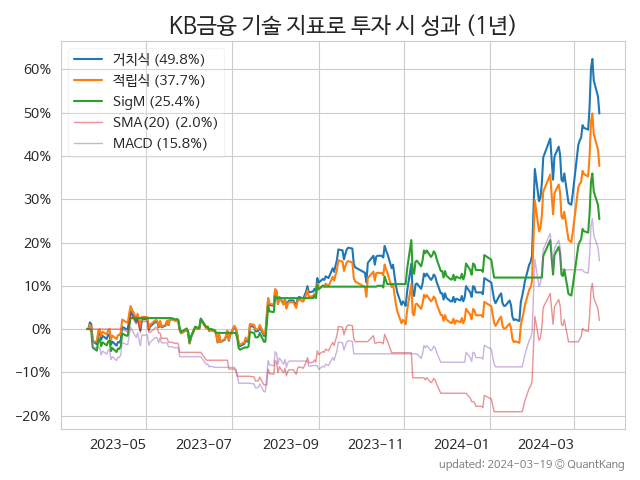 KB금융 기술 지표로 투자 시 성과 (1년)
거치식 (49.8%)
적립식 (37.7%)
SigM (25.4%)
SMA(20) (2.0%)
MACD (15.8%)
60%
50%
40%
30%
20%
10%
0%
−10%
−20%
2023-05 2023-07 2023-09 2023-11 2024-01 2024-03
updated: 2024-03-19 © QuantKang